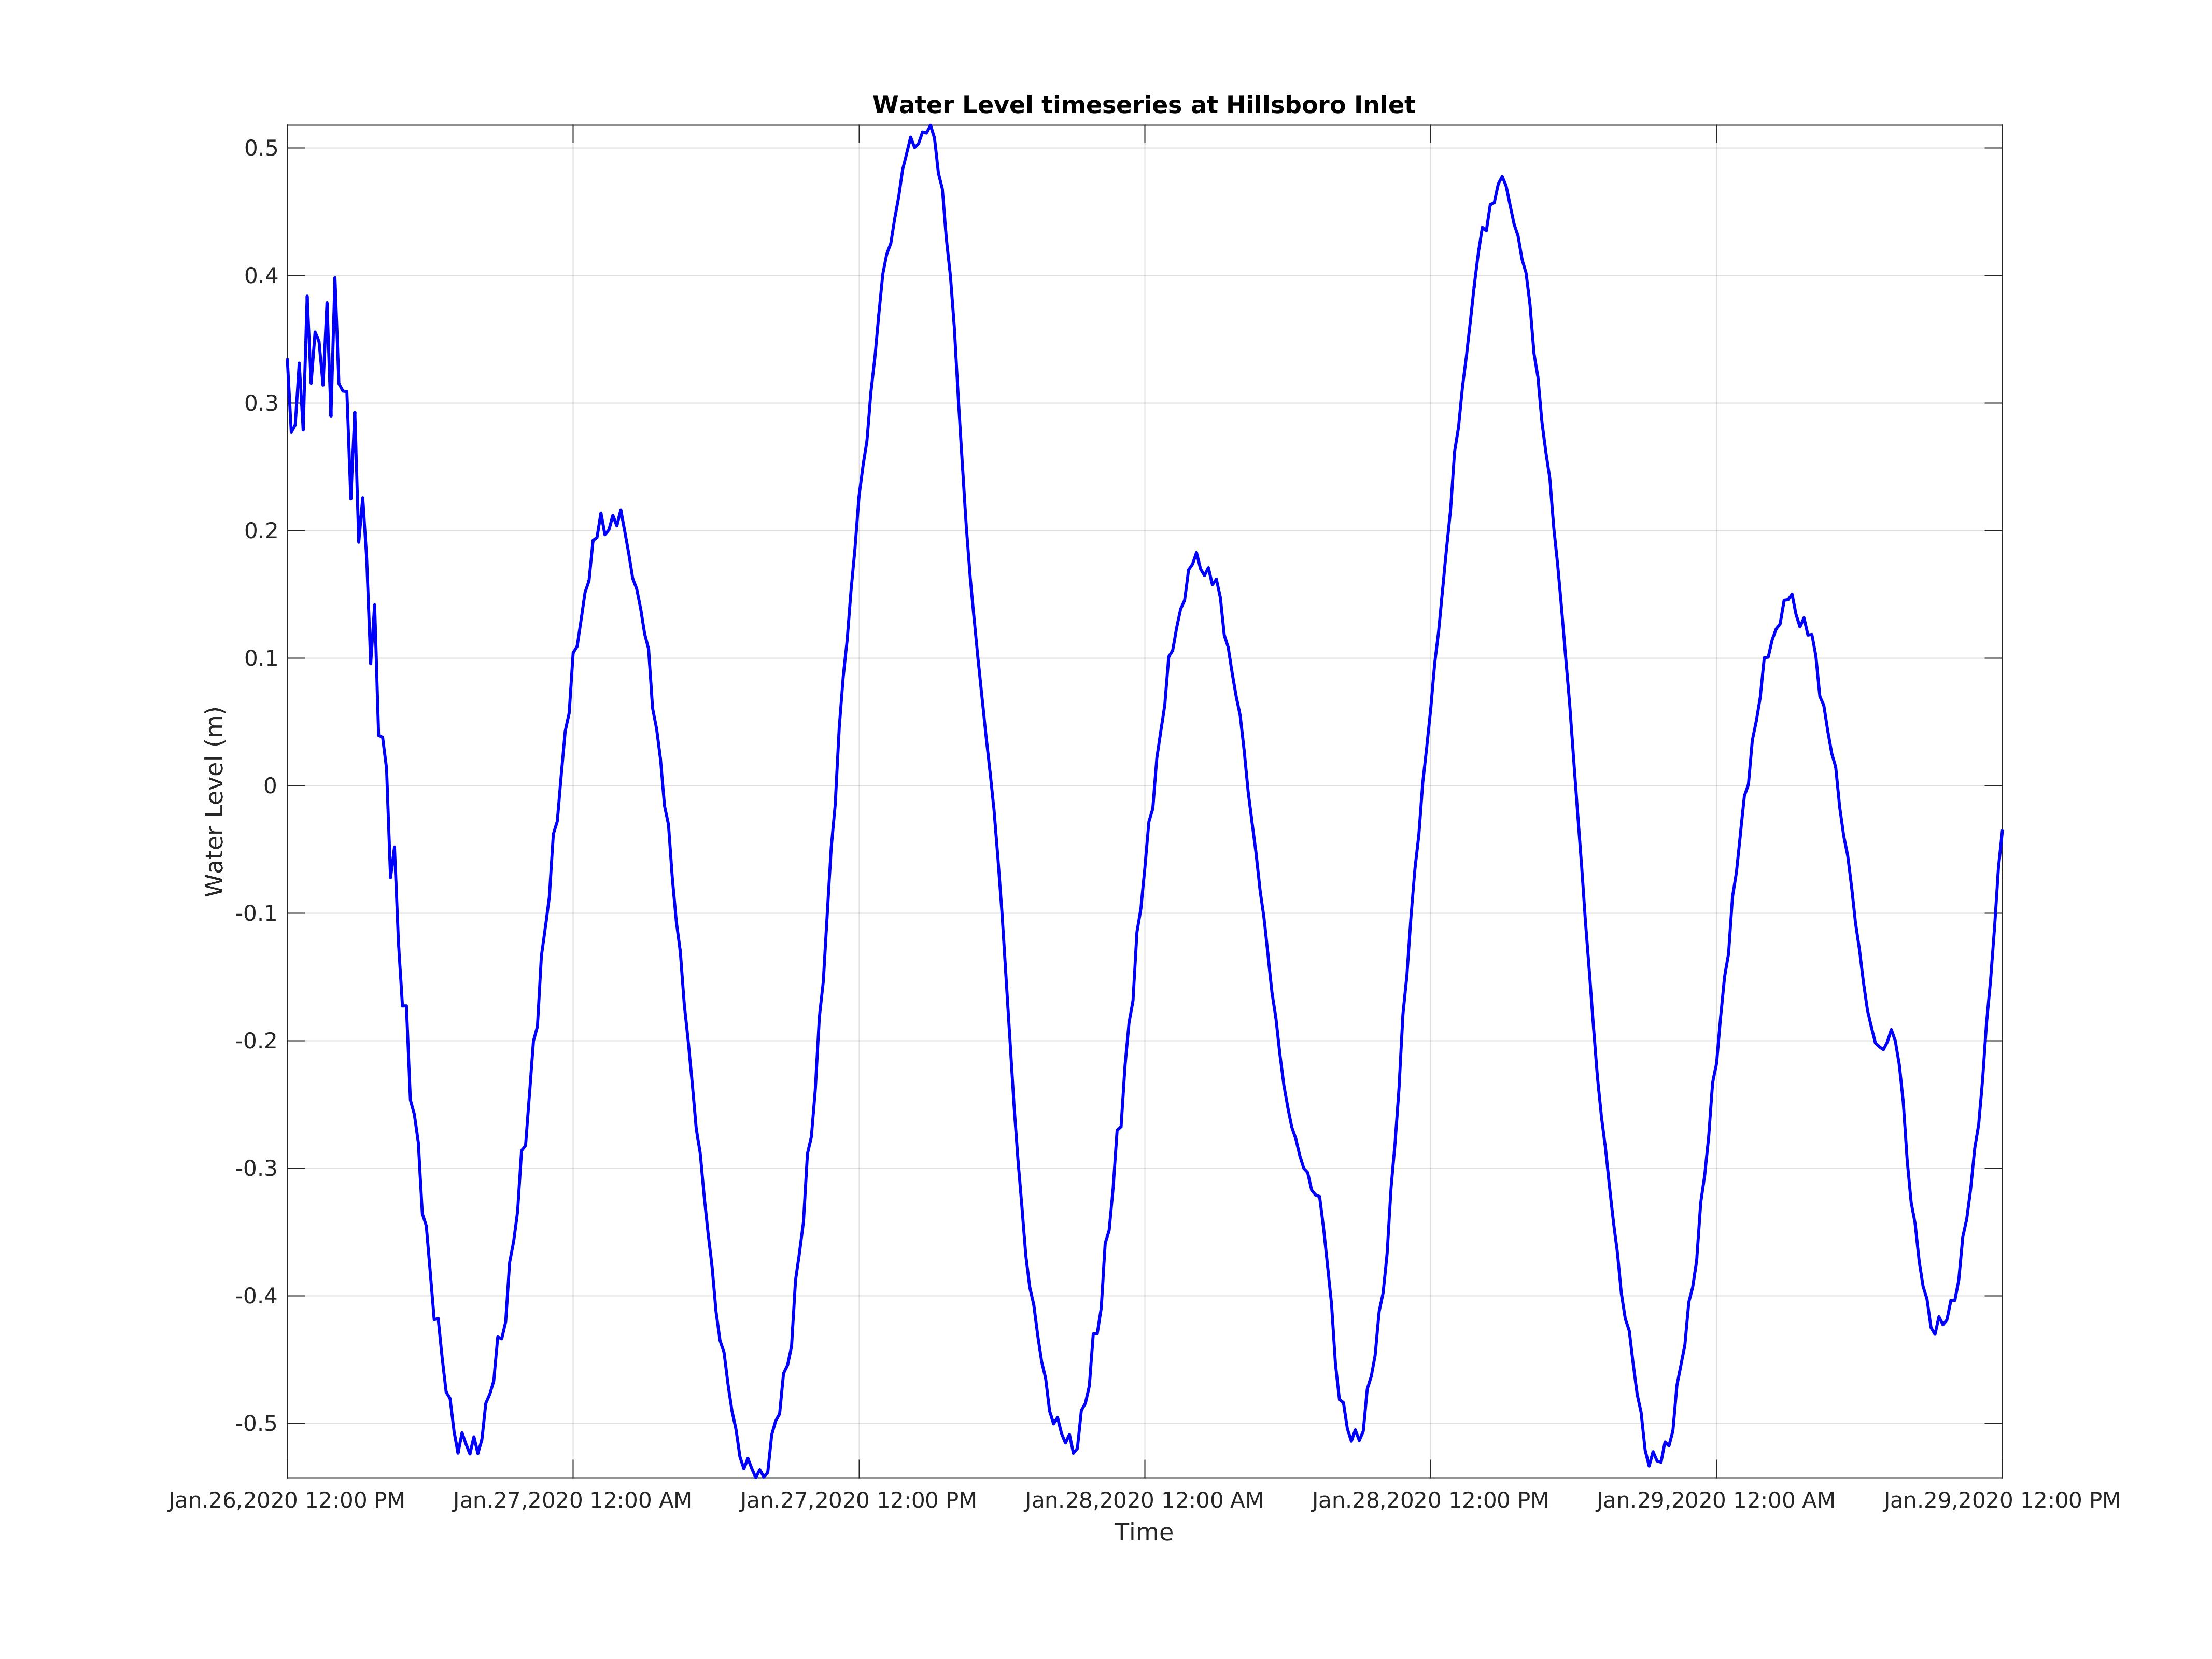 Water Level timeseries at Hillsboro Inlet
0.5
0.4
0.3
0.2
0.1
0
-0.1
-0.2
-0.3
-0.4
-0.5
Water Level (m)
Jan.26,2020 12:00 PM Jan.27,2020 12:00 AM Jan.27,2020 12:00 PM Jan.28,2020 12:00 AM Jan.28,2020 12:00 PM Jan.29,2020 12:00 AM Jan.29,2020 12:00 PM
Time